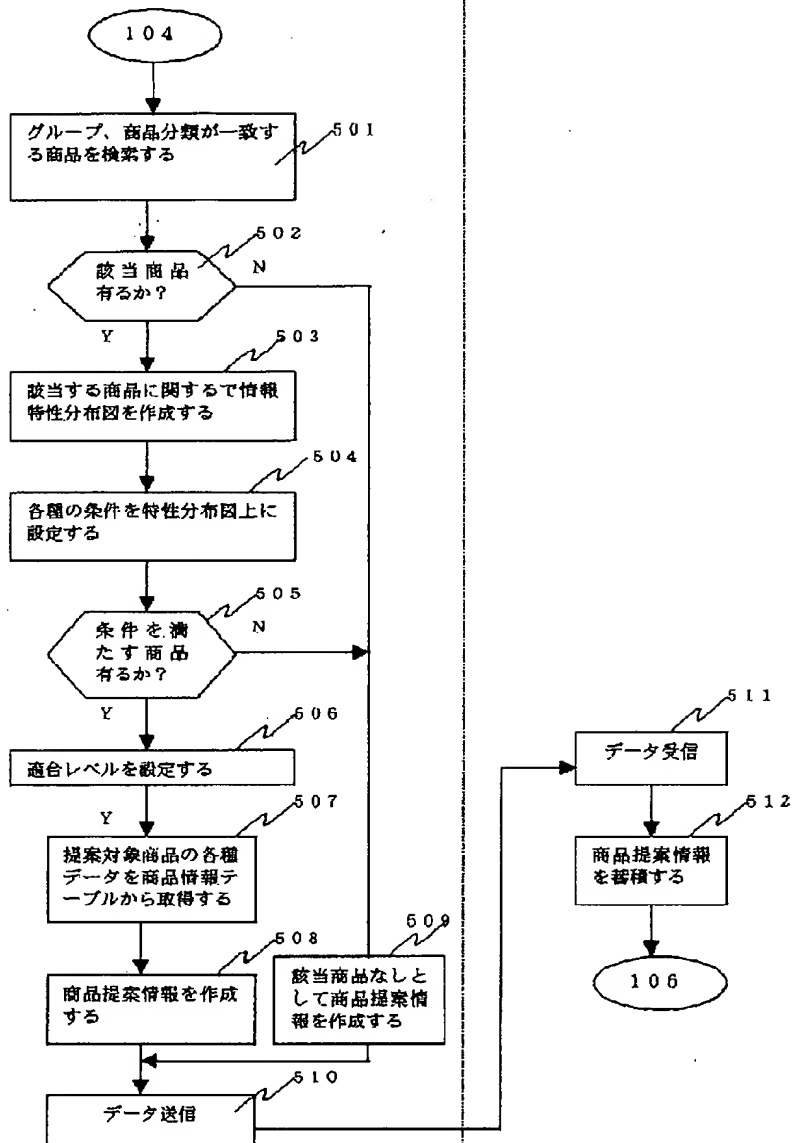 １０４
グループ、商品分類が一致す
る商品を検索する
５０１
５０２
該当商品
有るか？
N
Y
５０３
該当する商品に関するで情報
特性分布図を作成する
５０４
各種の条件を特性分布図上に
設定する
５０５
条件を満
たす商品
有るか？
N
Y
５０６
適合レベルを設定する
Y
５０７
提案対象商品の各種
データを商品情報テ
ーブルから取得する
５０８
商品提案情報を作成
する
５０９
該当商品なしと
して商品提案情
報を作成する
５１０
データ送信
５１１
データ受信
５１２
商品提案情報
を蓄積する
１０６